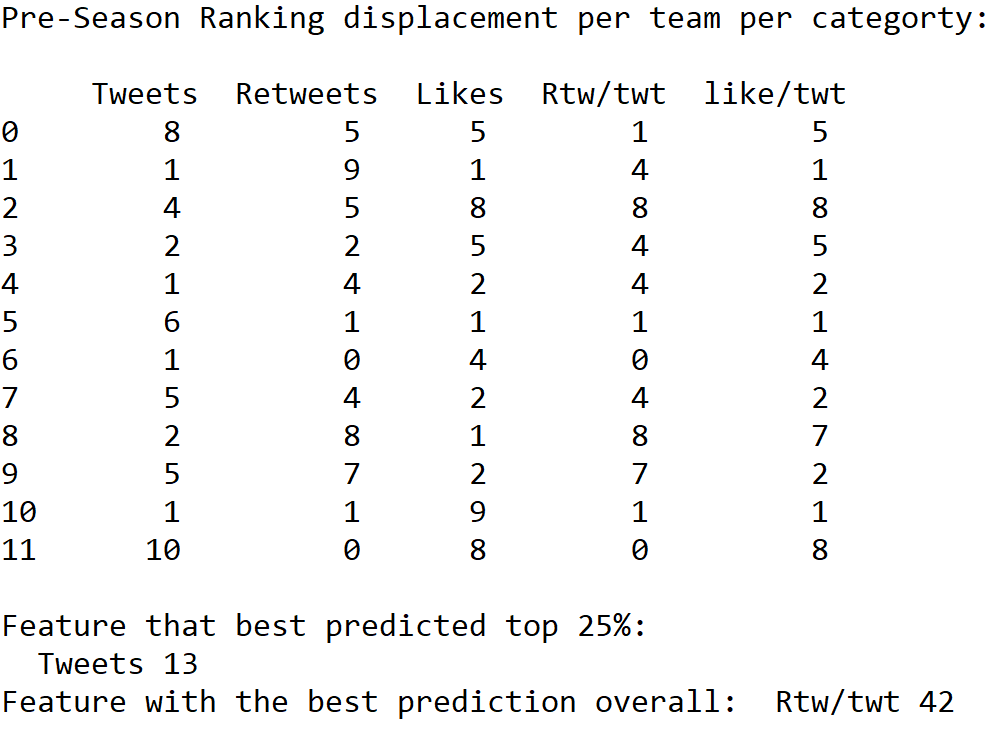 Pre-Season Ranking displacement per team per categorty:
Tweets Retweets Likes Rtw/twt like/twt
0 8 5 5 1 5
1 1 9 1 4 1
2 4 5 8 8 8
3 2 2 5 4 5
4 1 4 2 4 2
5 6 1 1 1 1
6 1 0 4 0 4
7 5 4 2 4 2
8 2 8 1 8 7
9 5 7 2 7 2
10 1 1 9 1 1
11 10 0 8 0 8
Feature that best predicted top 25%:
Tweets 13
Feature with the best prediction overall: Rtw/twt 42